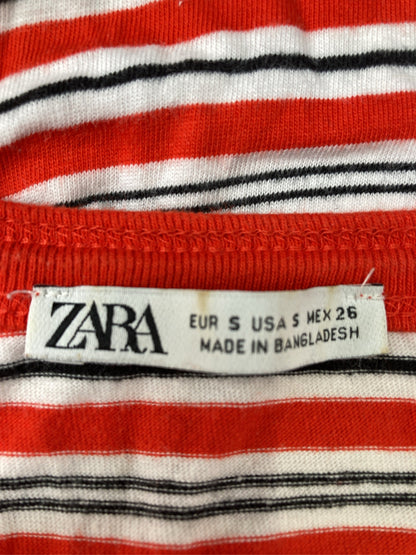 ZARA
EUR S USA S MEX 26
MADE IN BANGLADESH